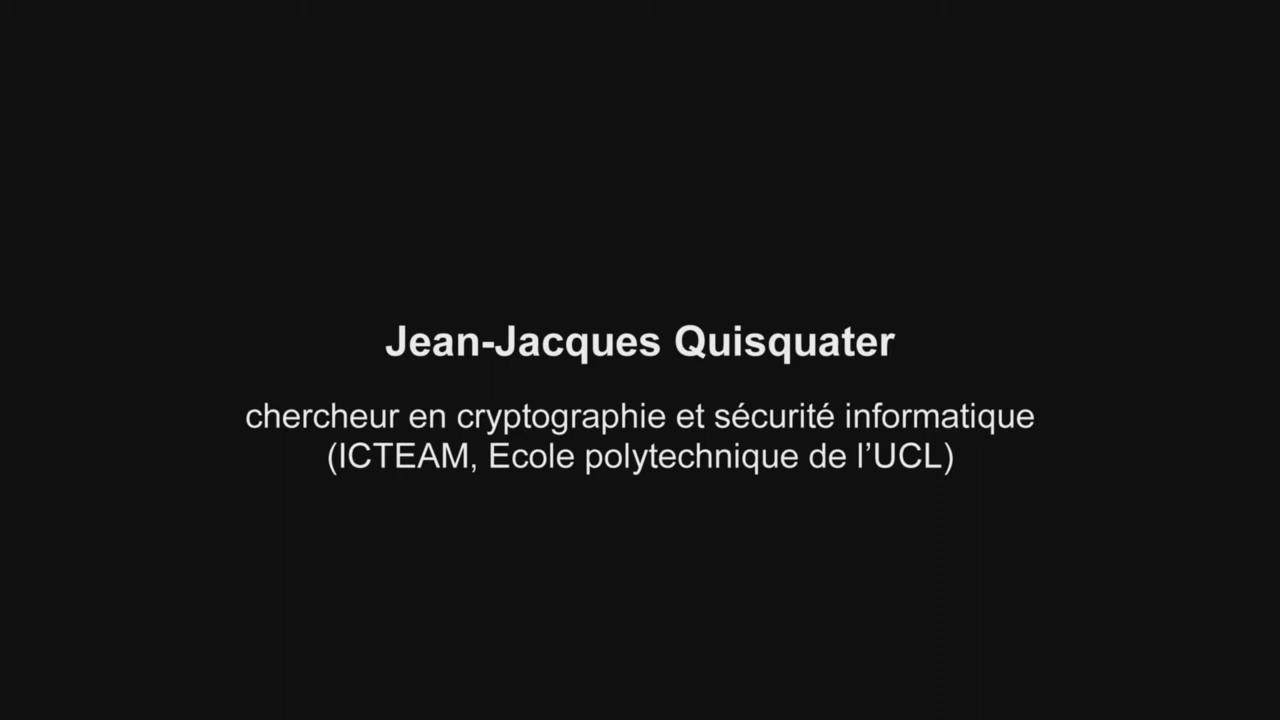 Jean-Jacques Quisquater
chercheur en cryptographie et sécurité informatique
(ICTEAM, Ecole polytechnique de l’UCL)